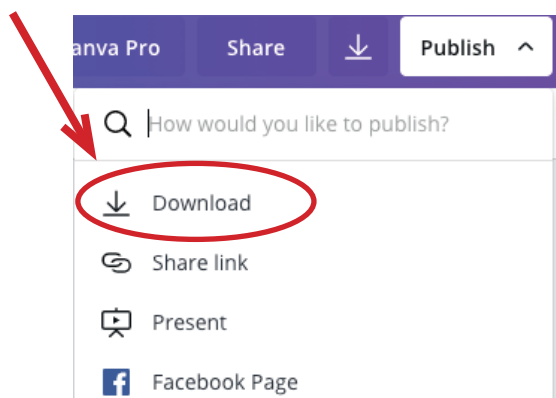 anva Pro Share Publish
How would you like to publish?
Download
Share link
Present
Facebook Page